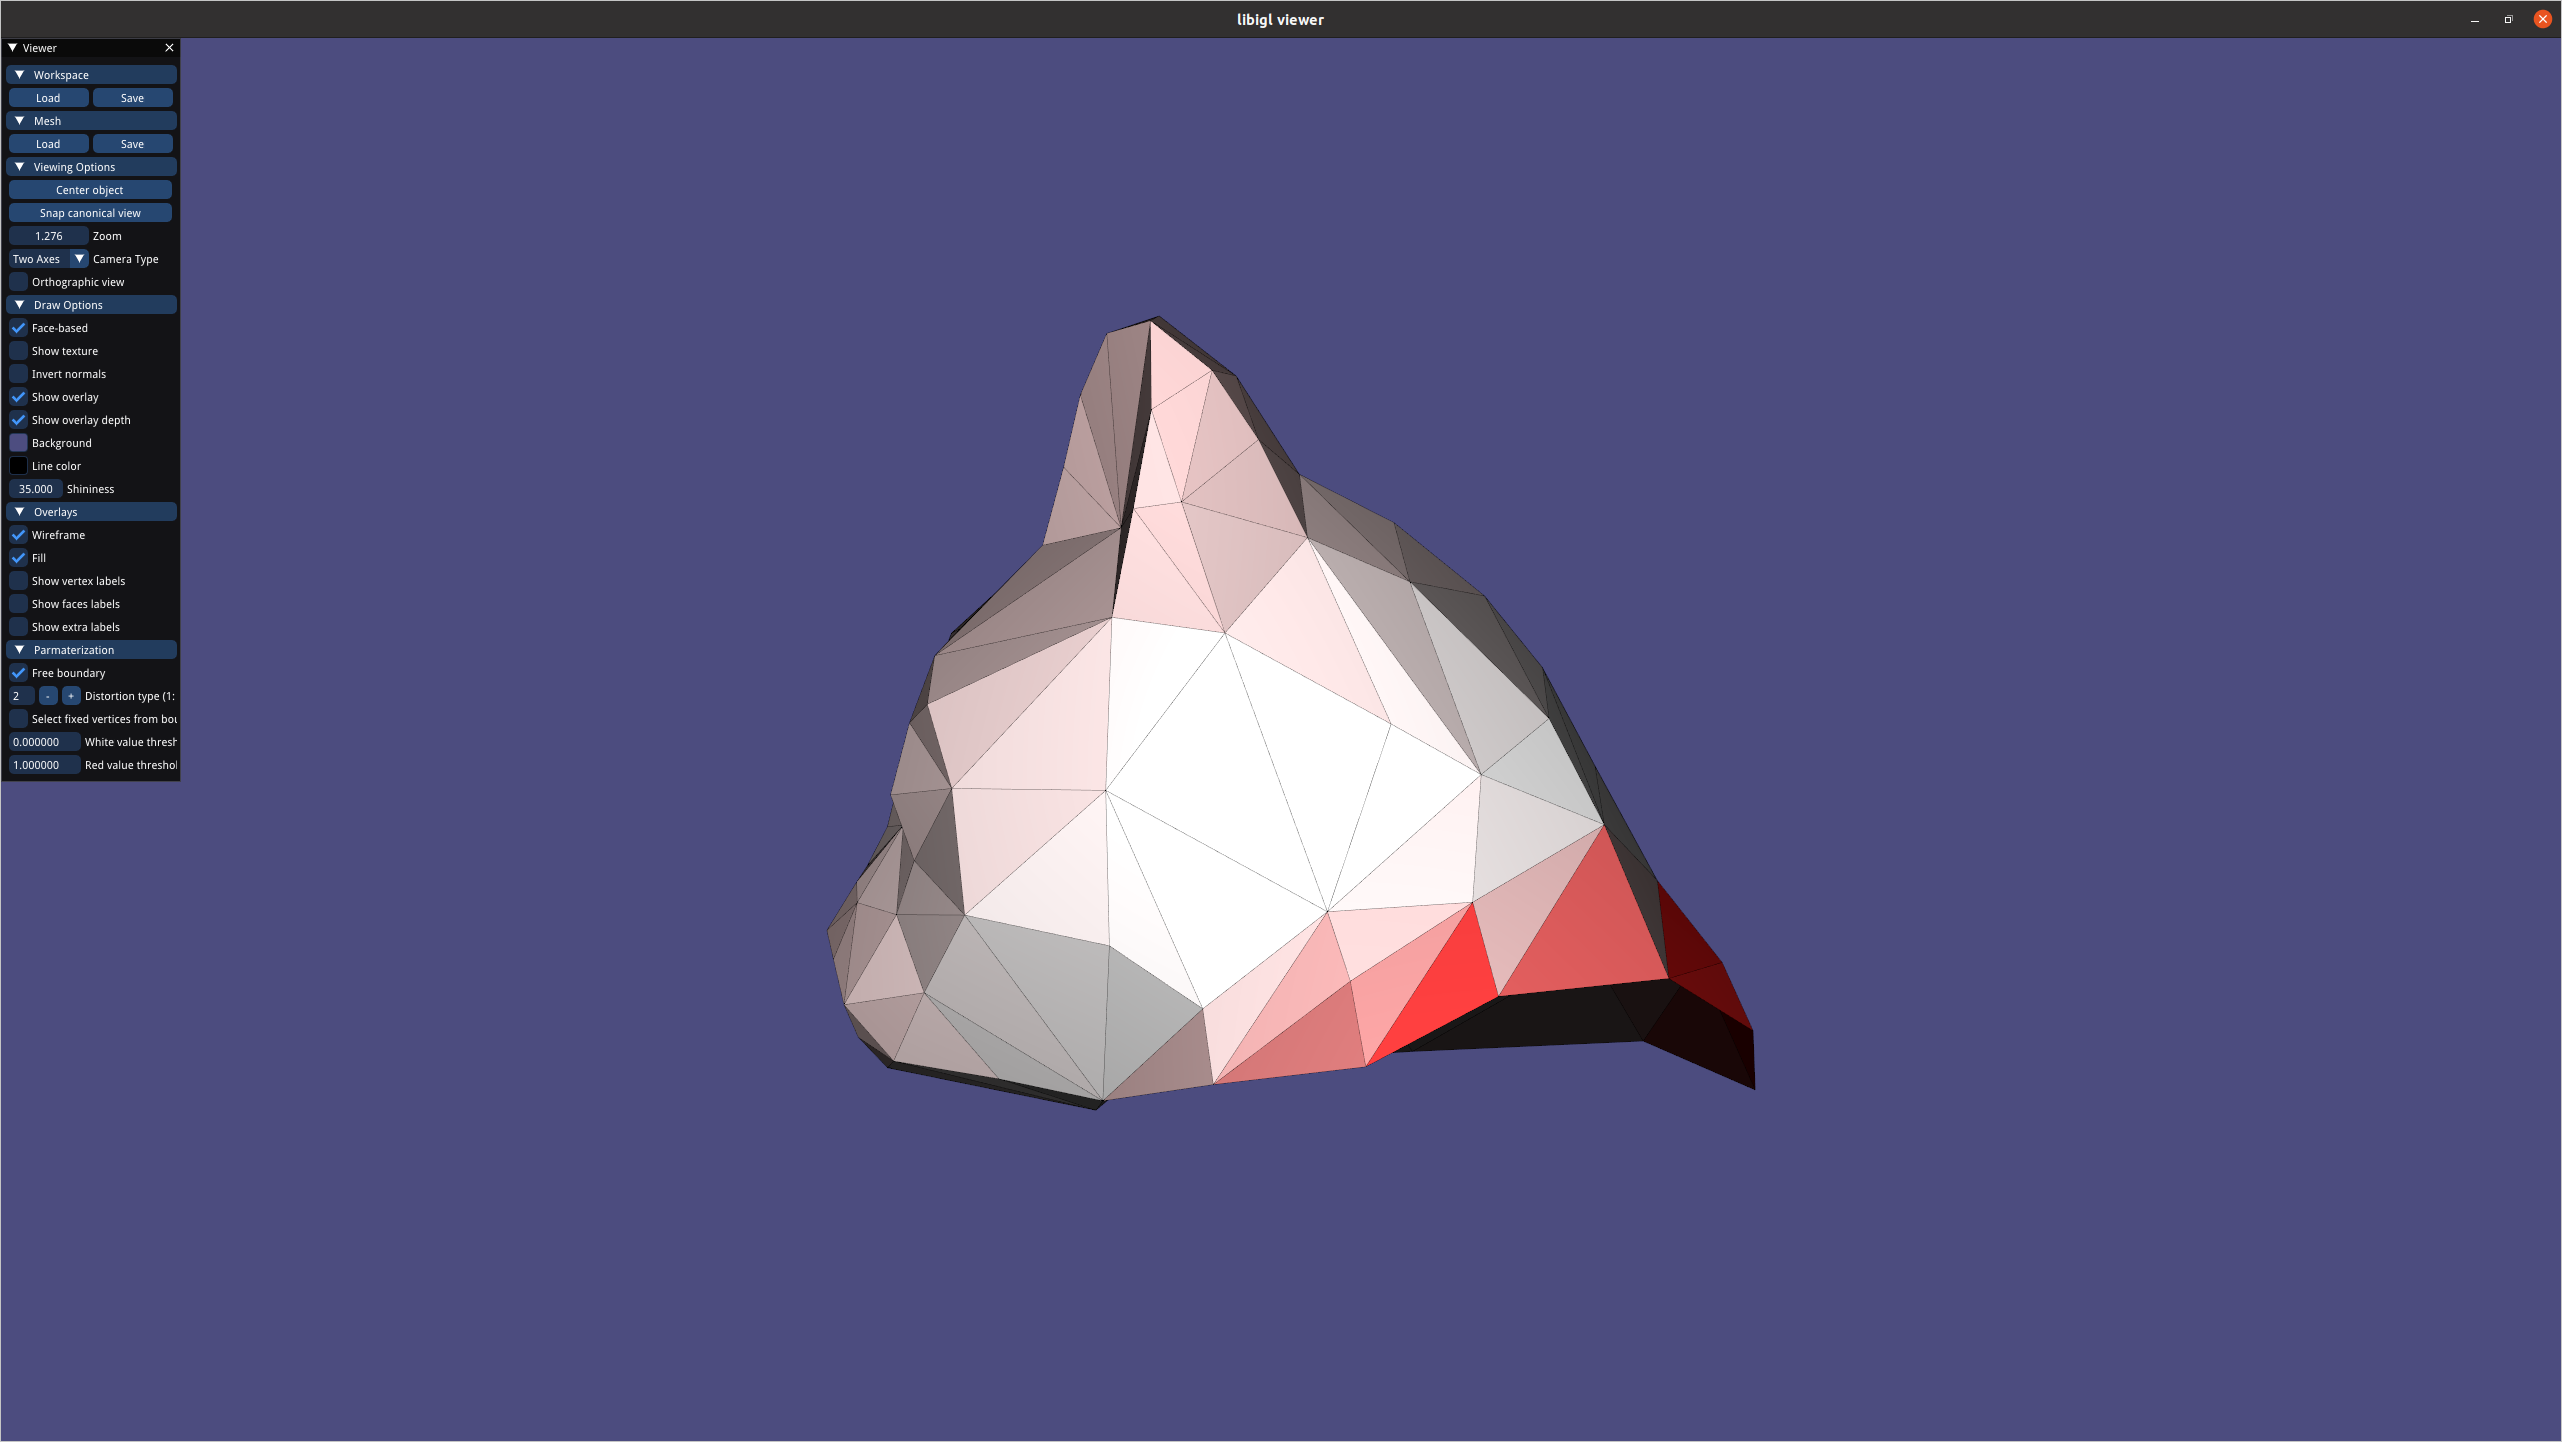 libigl viewer
Viewer
Workspace
Load Save
Mesh
Load Save
Viewing Options
Center object
Snap canonical view
1.276 Zoom
Two Axes Camera Type
Orthographic view
Draw Options
Face-based
Show texture
Invert normals
Show overlay
Show overlay depth
Background
Line color
35.000 Shininess
Overlays
Wireframe
Fill
Show vertex labels
Show faces labels
Show extra labels
Parmaterization
Free boundary
2 - + Distortion type (1:
Select fixed vertices from bou
0.000000 White value thresh
1.000000 Red value threshol